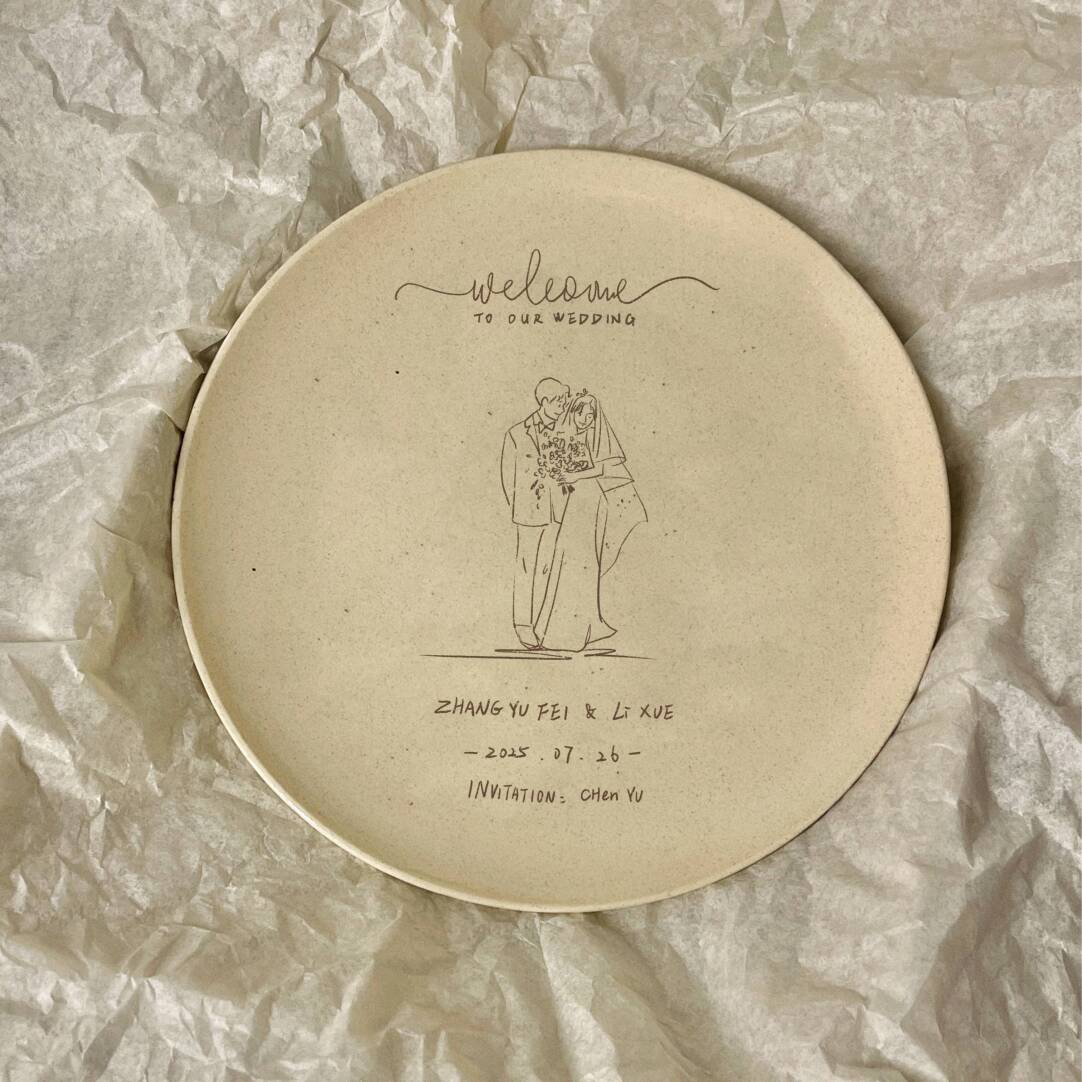 welcome
TO OUR WEDDING
ZHANG YU FEI & Li XUE
- 2025 . 07 . 26 -
INVITATION: CHen YU